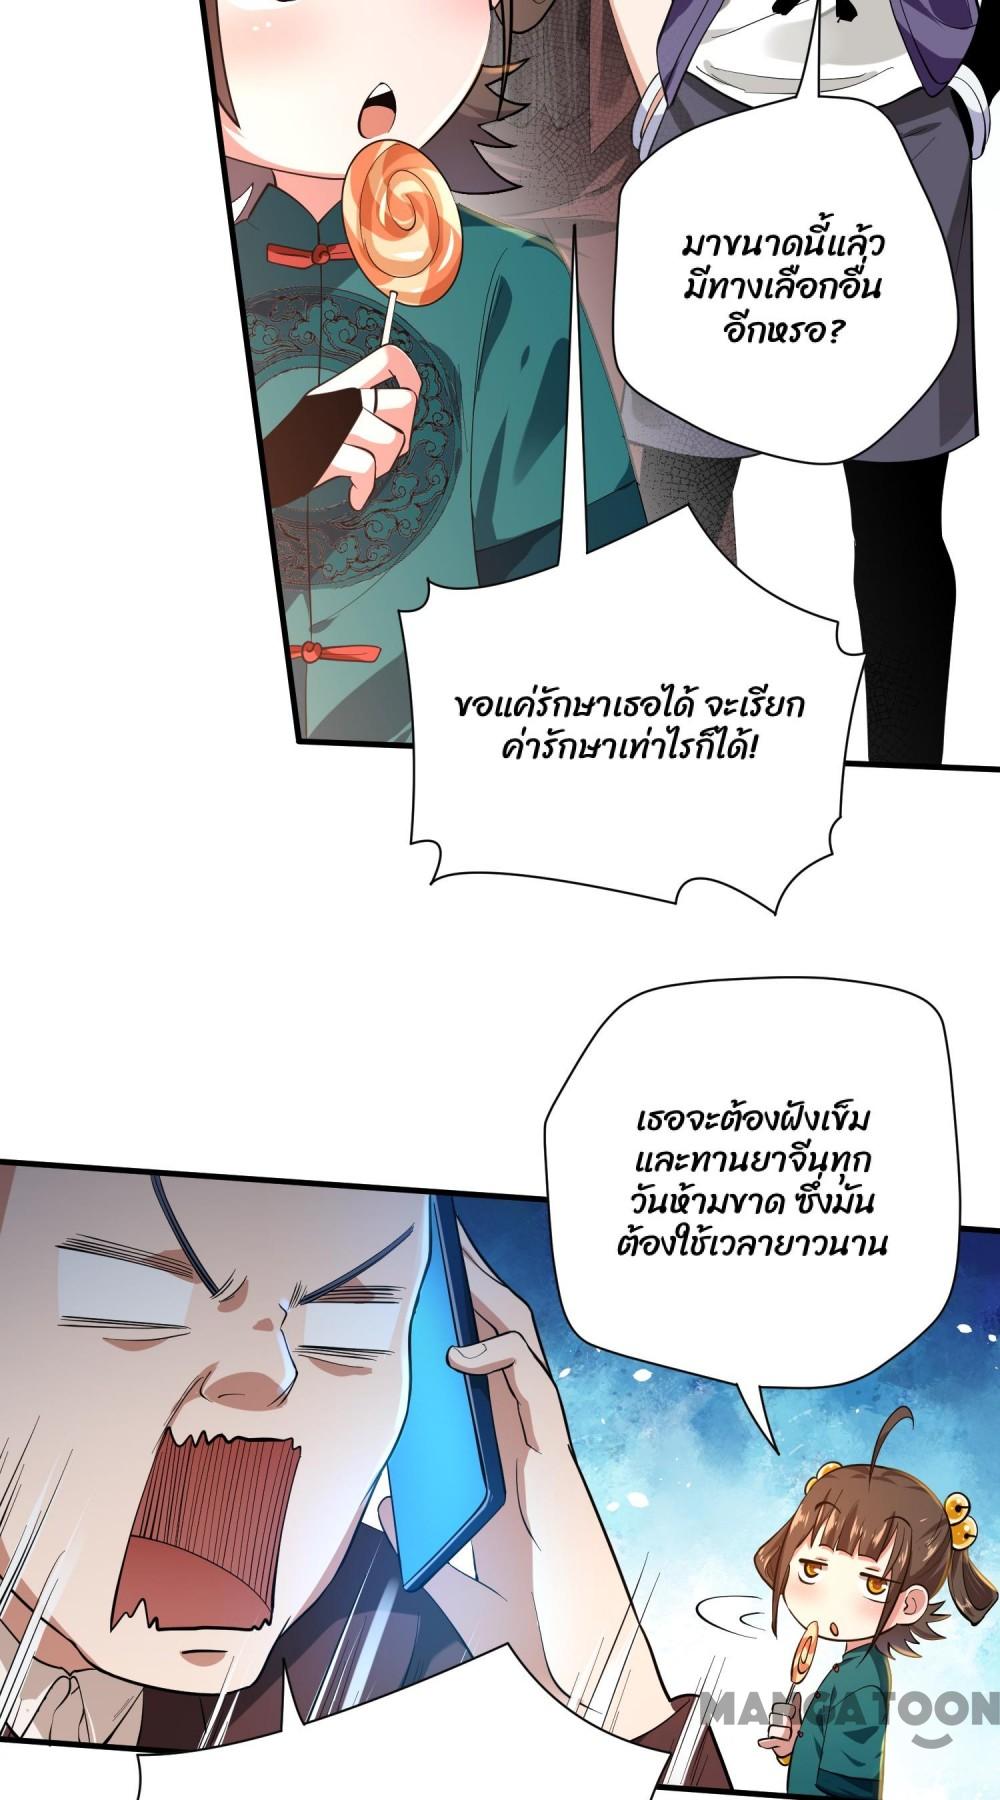 มาขนาดนี้แล้ว
มีทางเลือกอื่น
อีกหรอ?
ขอแค่รักษาเธอได้ จะเรียก
ค่ารักษาเท่าไรก็ได้!
เธอจะต้องฝังเข็ม
และทานยาจีนทุก
วันห้ามขาด ซึ่งมัน
ต้องใช้เวลายาวนาน
MANGATOON